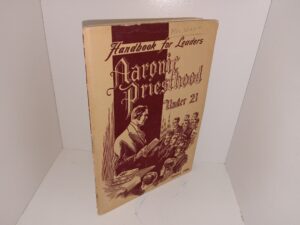 Handbook for Leaders
Aaronic
Priesthood
Under 21